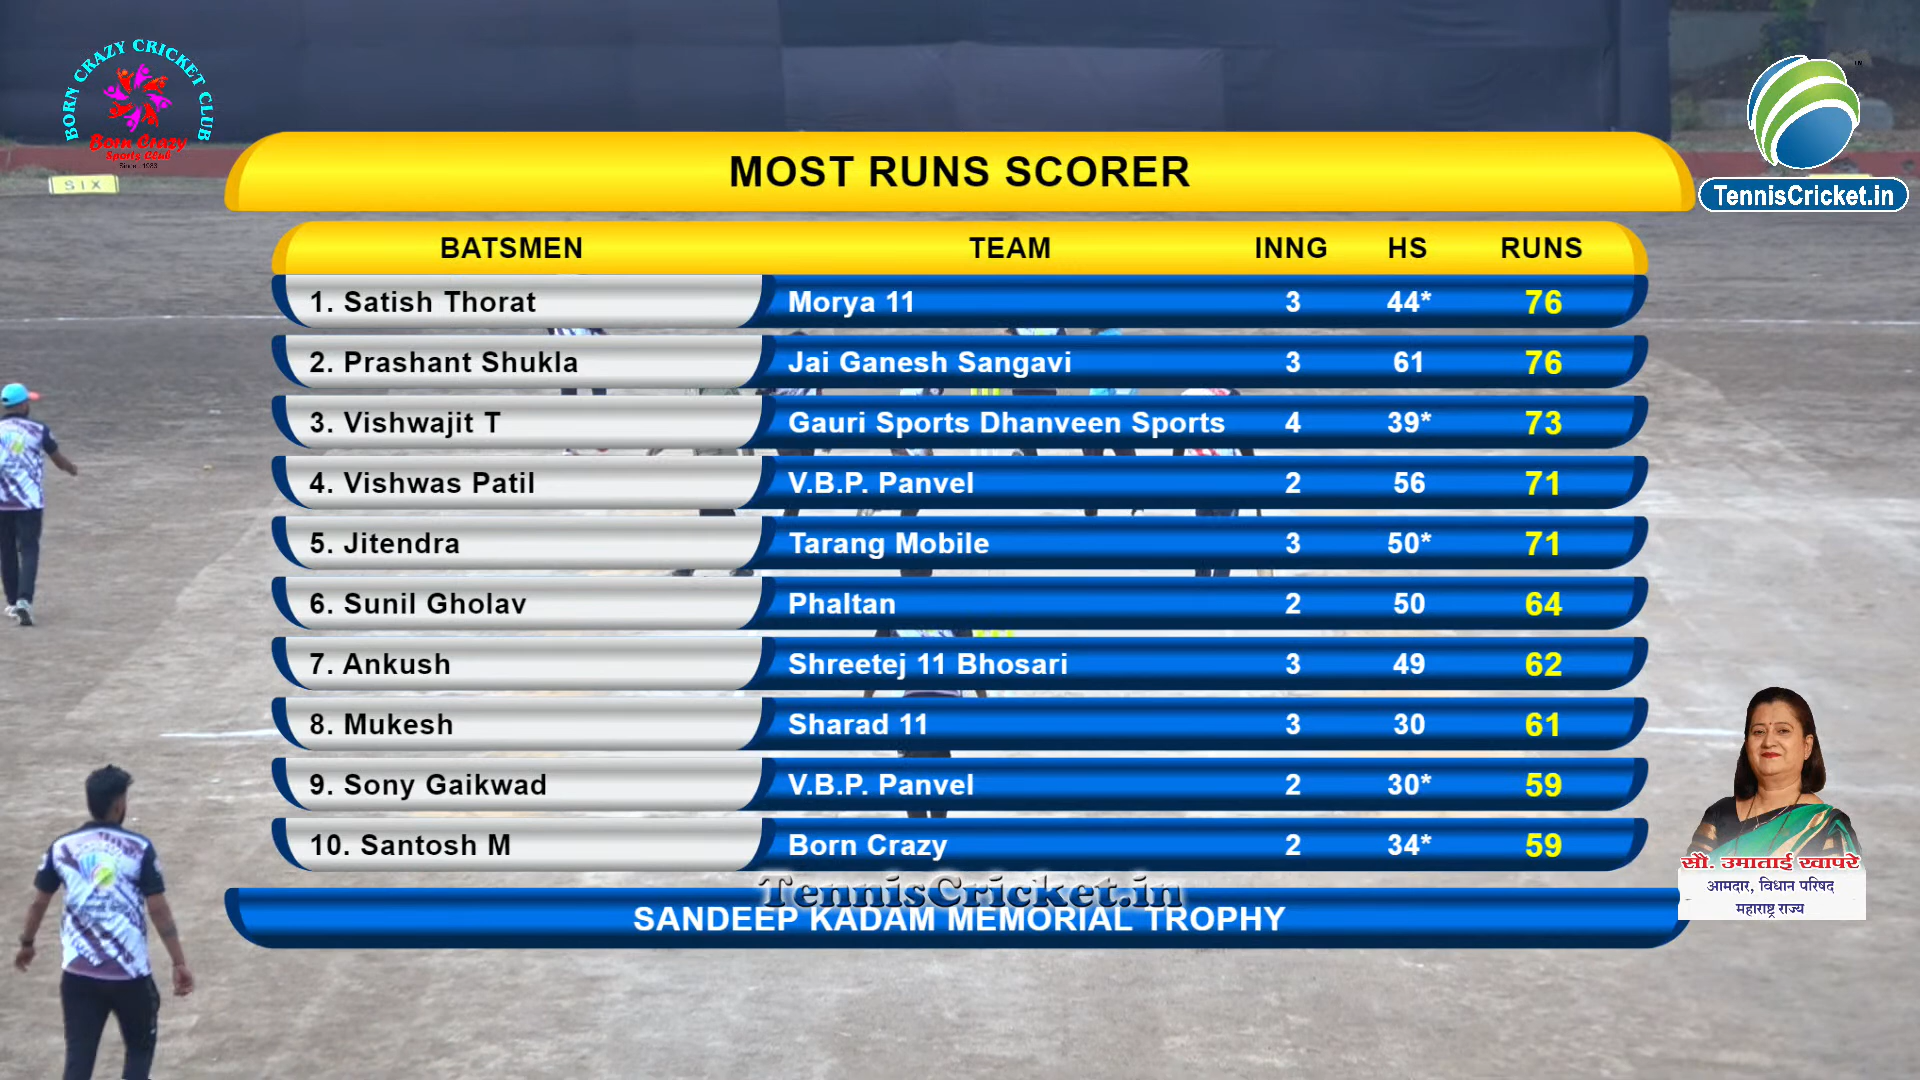 BORN CRAZY CRICKET CLUB
Born Crazy
Sports Club
Since 1983
SIX
TennisCricket.in
MOST RUNS SCORER
BATSMEN TEAM INNG HS RUNS
1. Satish Thorat Morya 11 3 44* 76
2. Prashant Shukla Jai Ganesh Sangavi 3 61 76
3. Vishwajit T Gauri Sports Dhanveen Sports 4 39* 73
4. Vishwas Patil V.B.P. Panvel 2 56 71
5. Jitendra Tarang Mobile 3 50* 71
6. Sunil Gholav Phaltan 2 50 64
7. Ankush Shreetej 11 Bhosari 3 49 62
8. Mukesh Sharad 11 3 30 61
9. Sony Gaikwad V.B.P. Panvel 2 30* 59
10. Santosh M Born Crazy 2 34* 59
TennisCricket.in
SANDEEP KADAM MEMORIAL TROPHY
सौ. उमाताई खापरे
आमदार, विधान परिषद
महाराष्ट्र राज्य